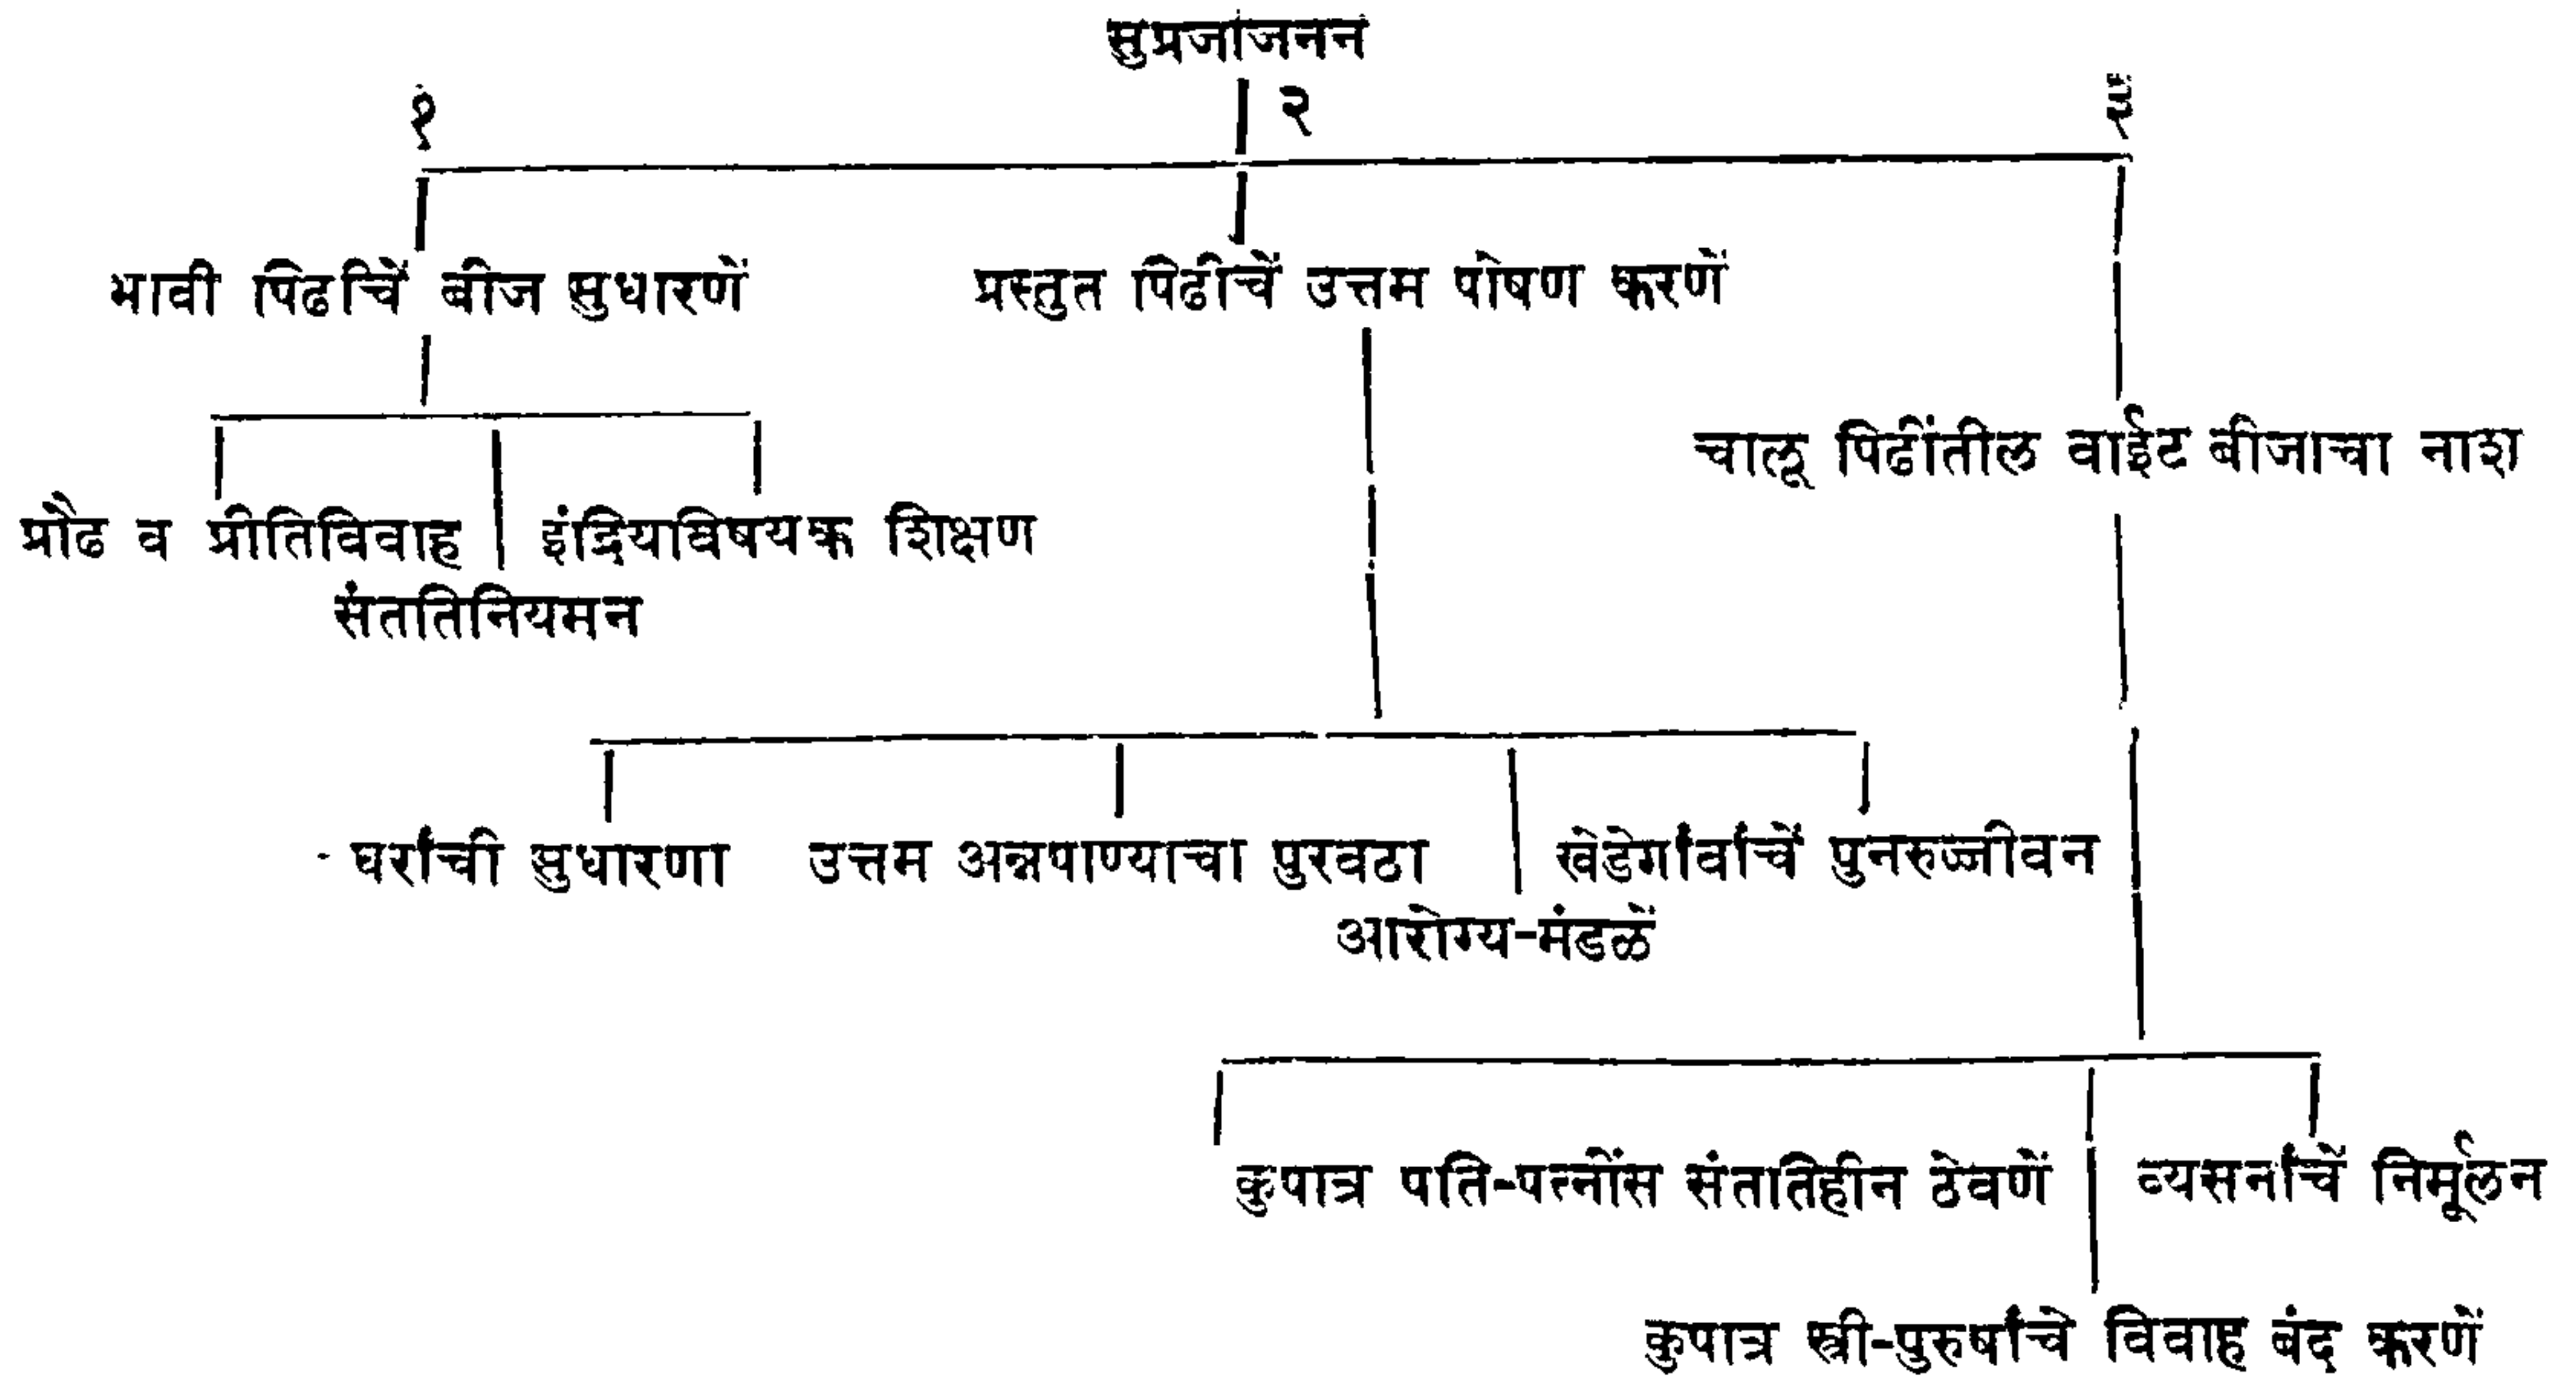 सुप्रजाजनन
१ २ ३
भावी पिढीचें बीज सुधारणें प्रस्तुत पिढीचें उत्तम पोषण करणें
चालू पिढींतील वाईट बीजाचा नाश
प्रौढ व प्रीतिविवाह इंद्रियविषयक शिक्षण
संततिनियमन
घरांची सुधारणा उत्तम अन्नपाण्याचा पुरवठा खेडेगांवांचें पुनरुज्जीवन
आरोग्य-मंडळें
कुपात्र पति-पत्नींस संततिहीन ठेवणें व्यसनांचें निर्मूलन
कुपात्र स्त्री-पुरुषांचे विवाह बंद करणें